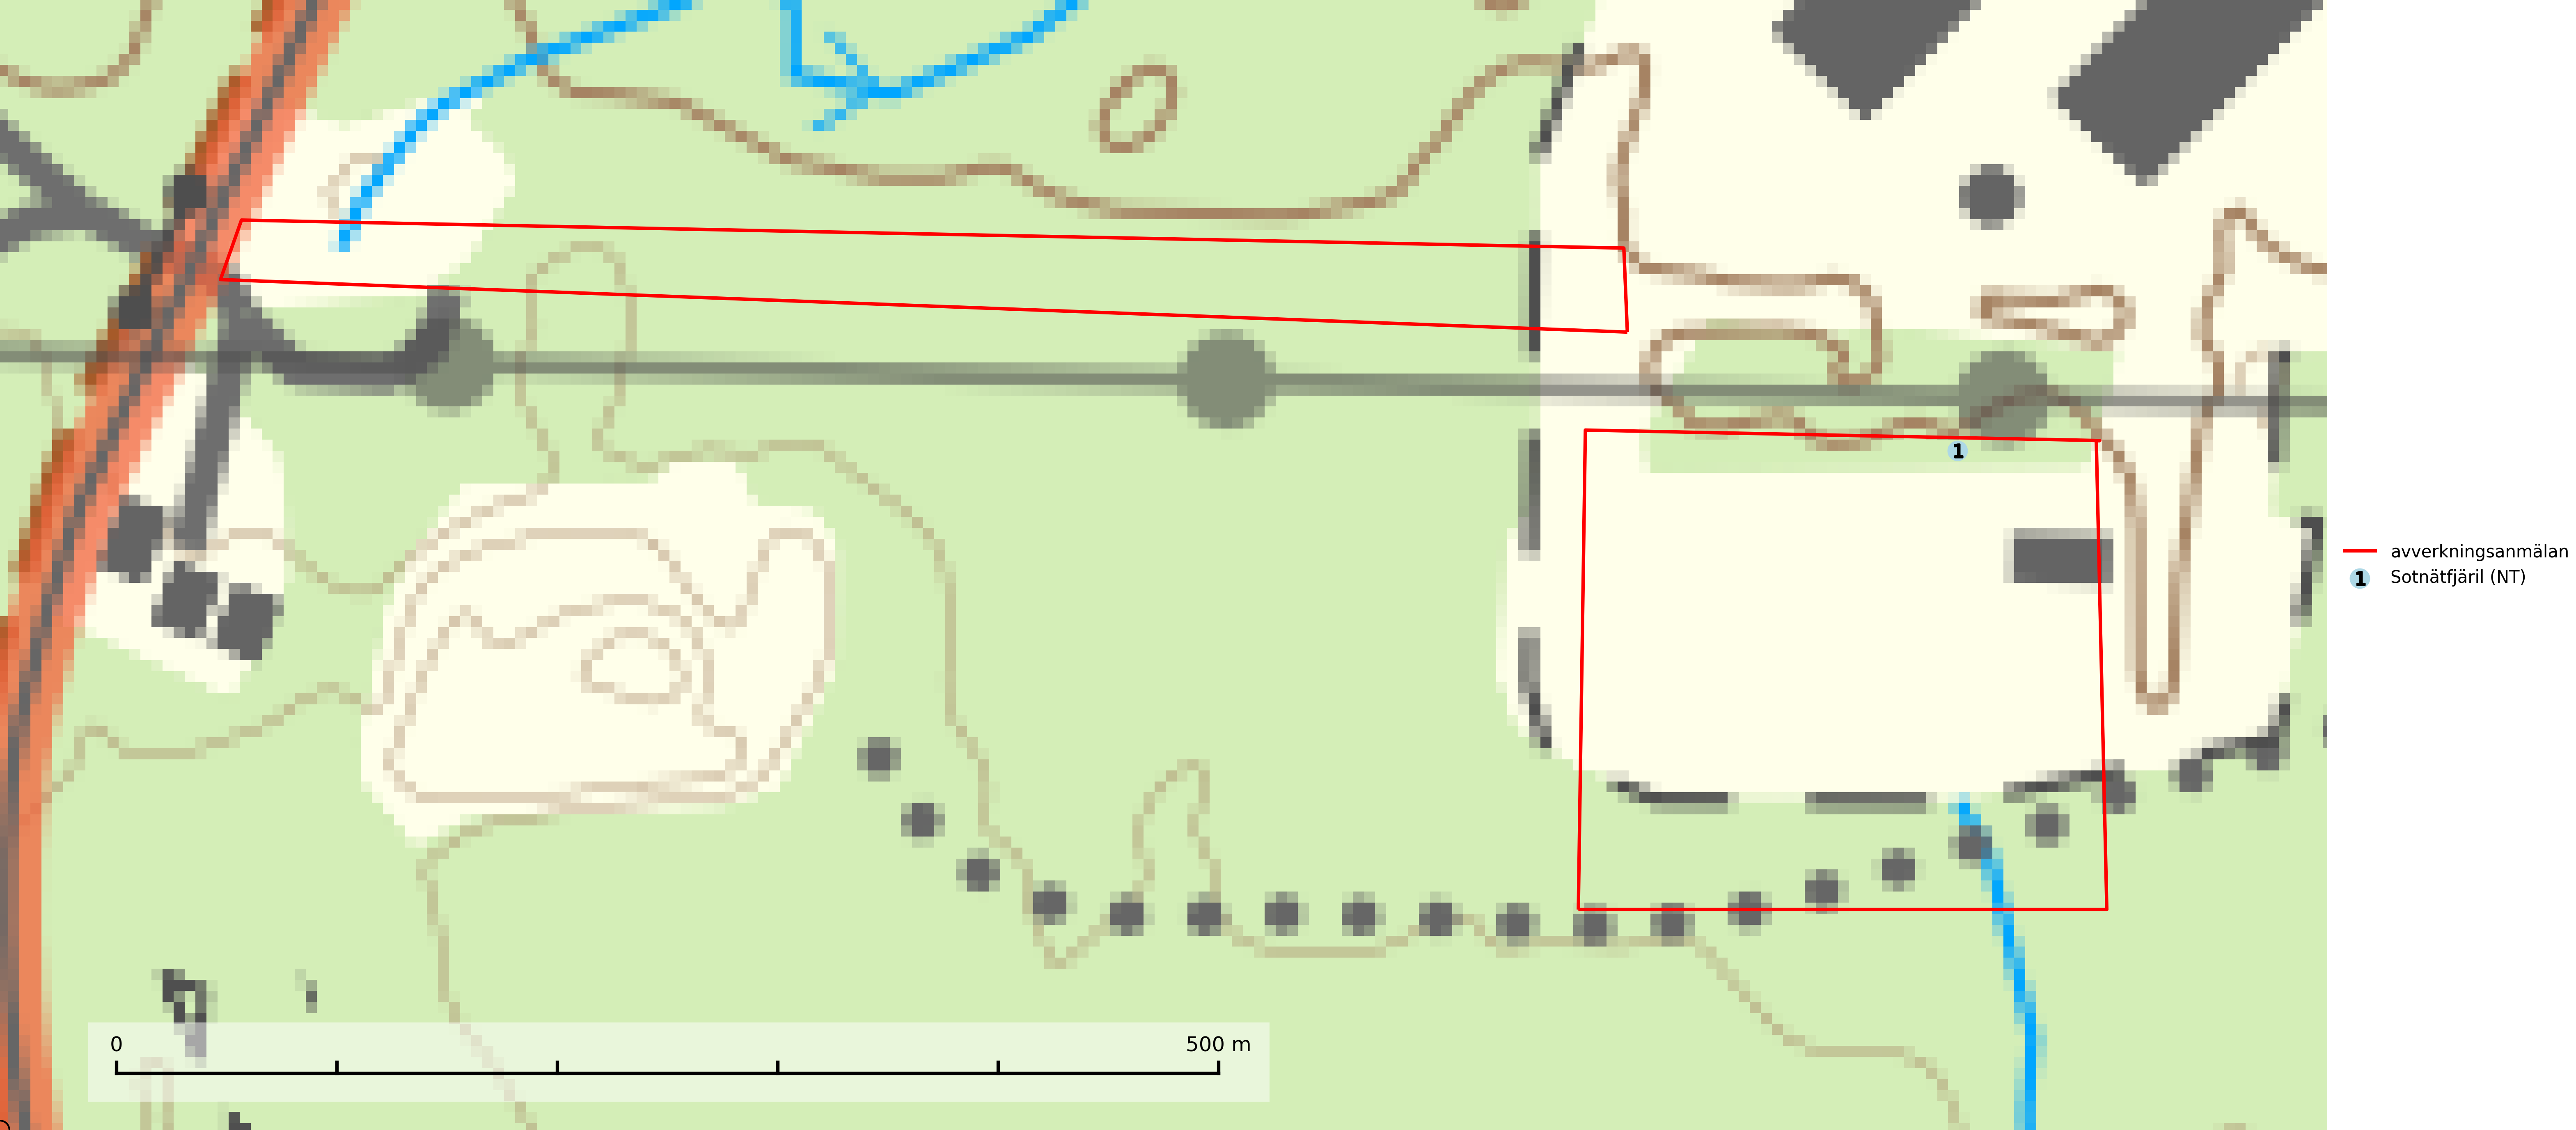 1
avverkningsanmälan
1 Sotnätfjäril (NT)
0 500 m